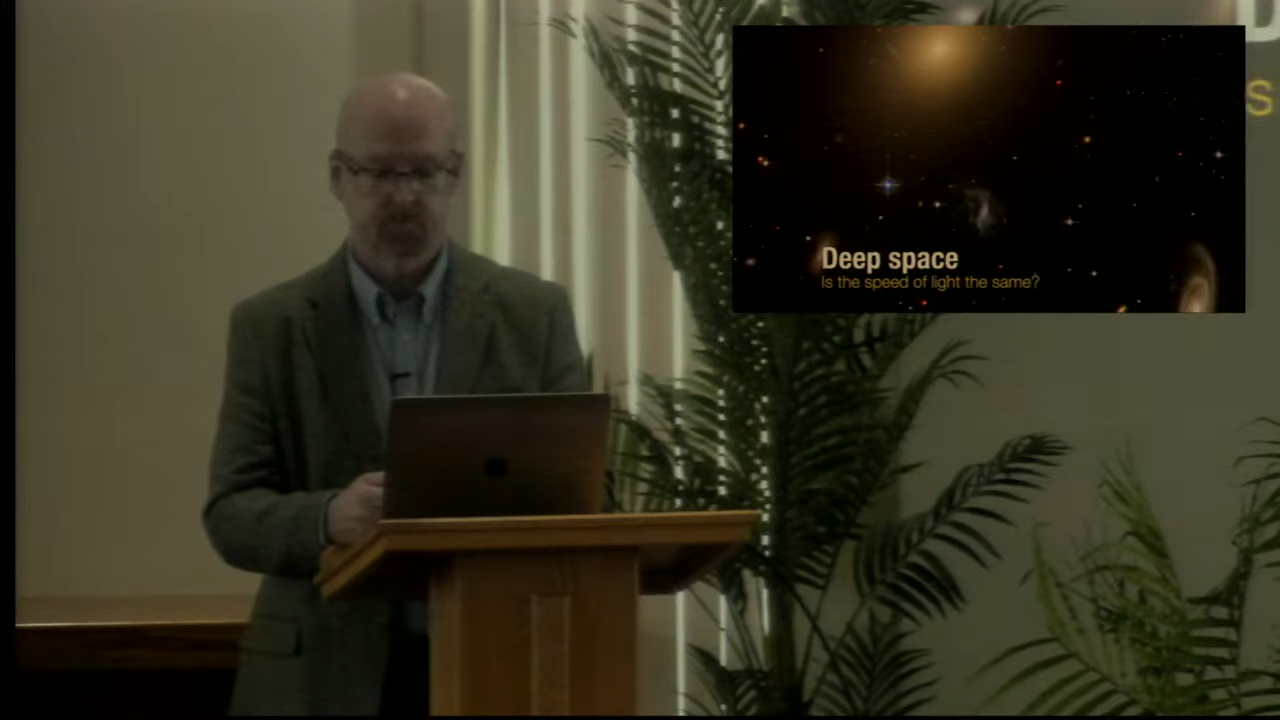 Deep space
Is the speed of light the same?